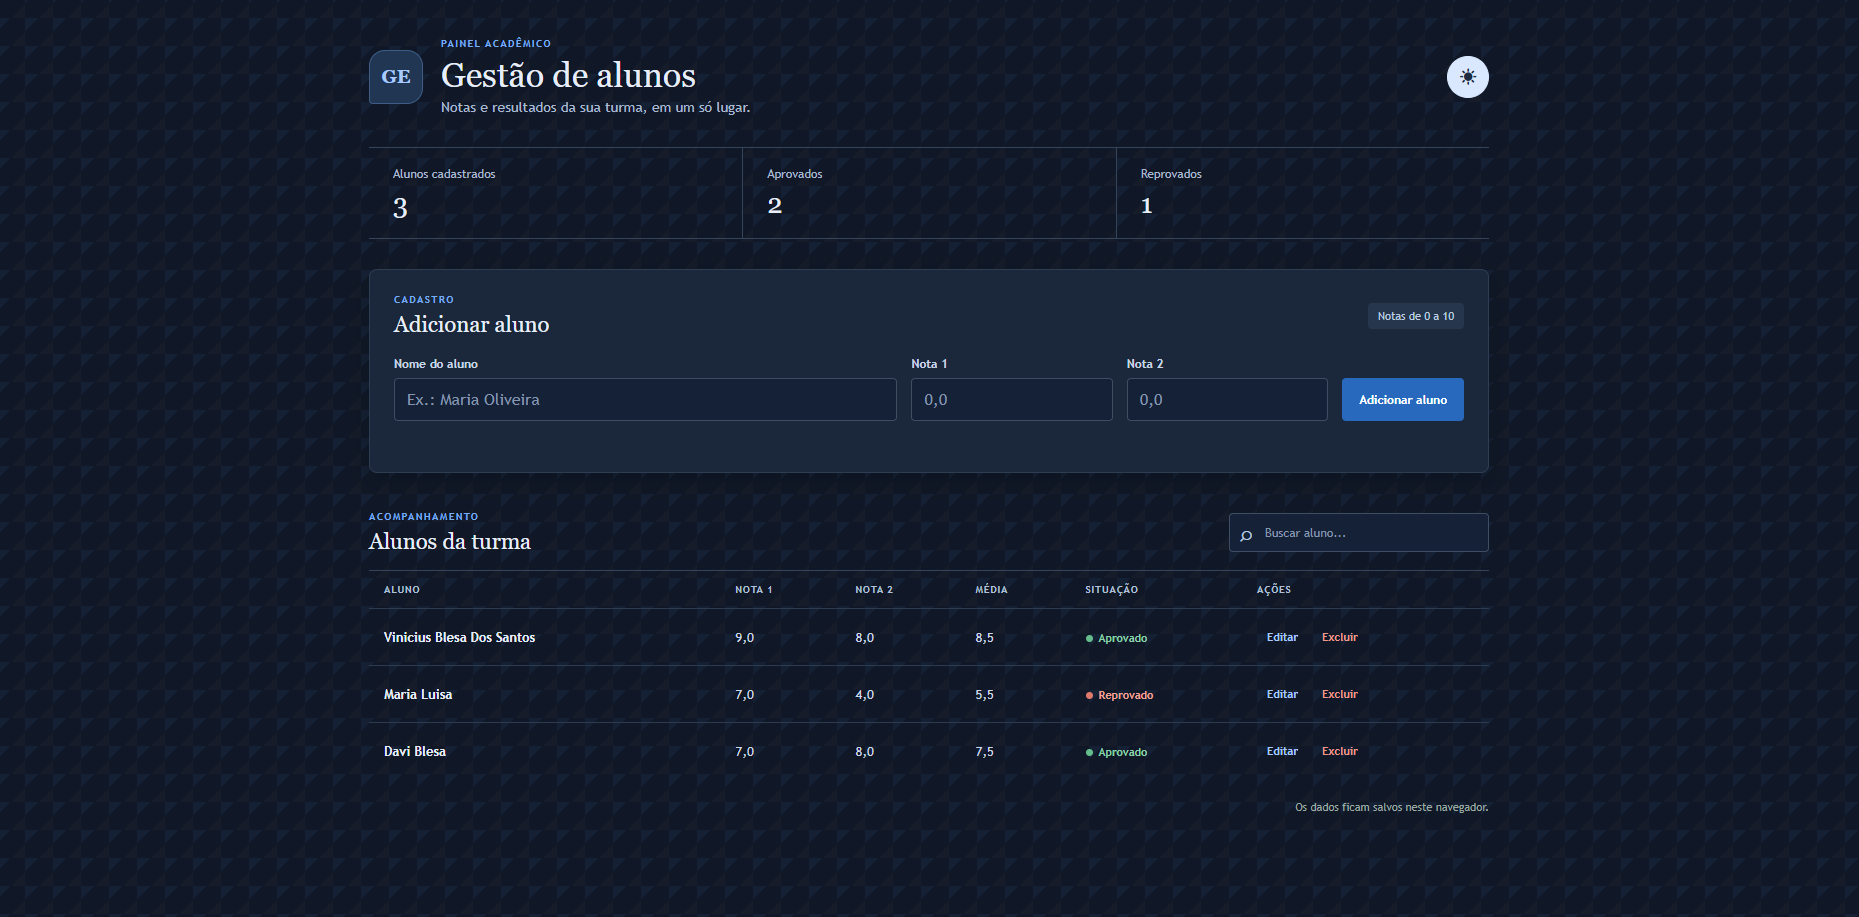 GE
PAINEL ACADÊMICO
Gestão de alunos
Notas e resultados da sua turma, em um só lugar.
Alunos cadastrados
3
Aprovados
2
Reprovados
1
CADASTRO
Adicionar aluno
Notas de 0 a 10
Nome do aluno
Ex.: Maria Oliveira
Nota 1
0,0
Nota 2
0,0
Adicionar aluno
ACOMPANHAMENTO
Alunos da turma
Buscar aluno...
ALUNO NOTA 1 NOTA 2 MÉDIA SITUAÇÃO AÇÕES
Vinicius Blesa Dos Santos 9,0 8,0 8,5 Aprovado Editar Excluir
Maria Luisa 7,0 4,0 5,5 Reprovado Editar Excluir
Davi Blesa 7,0 8,0 7,5 Aprovado Editar Excluir
Os dados ficam salvos neste navegador.